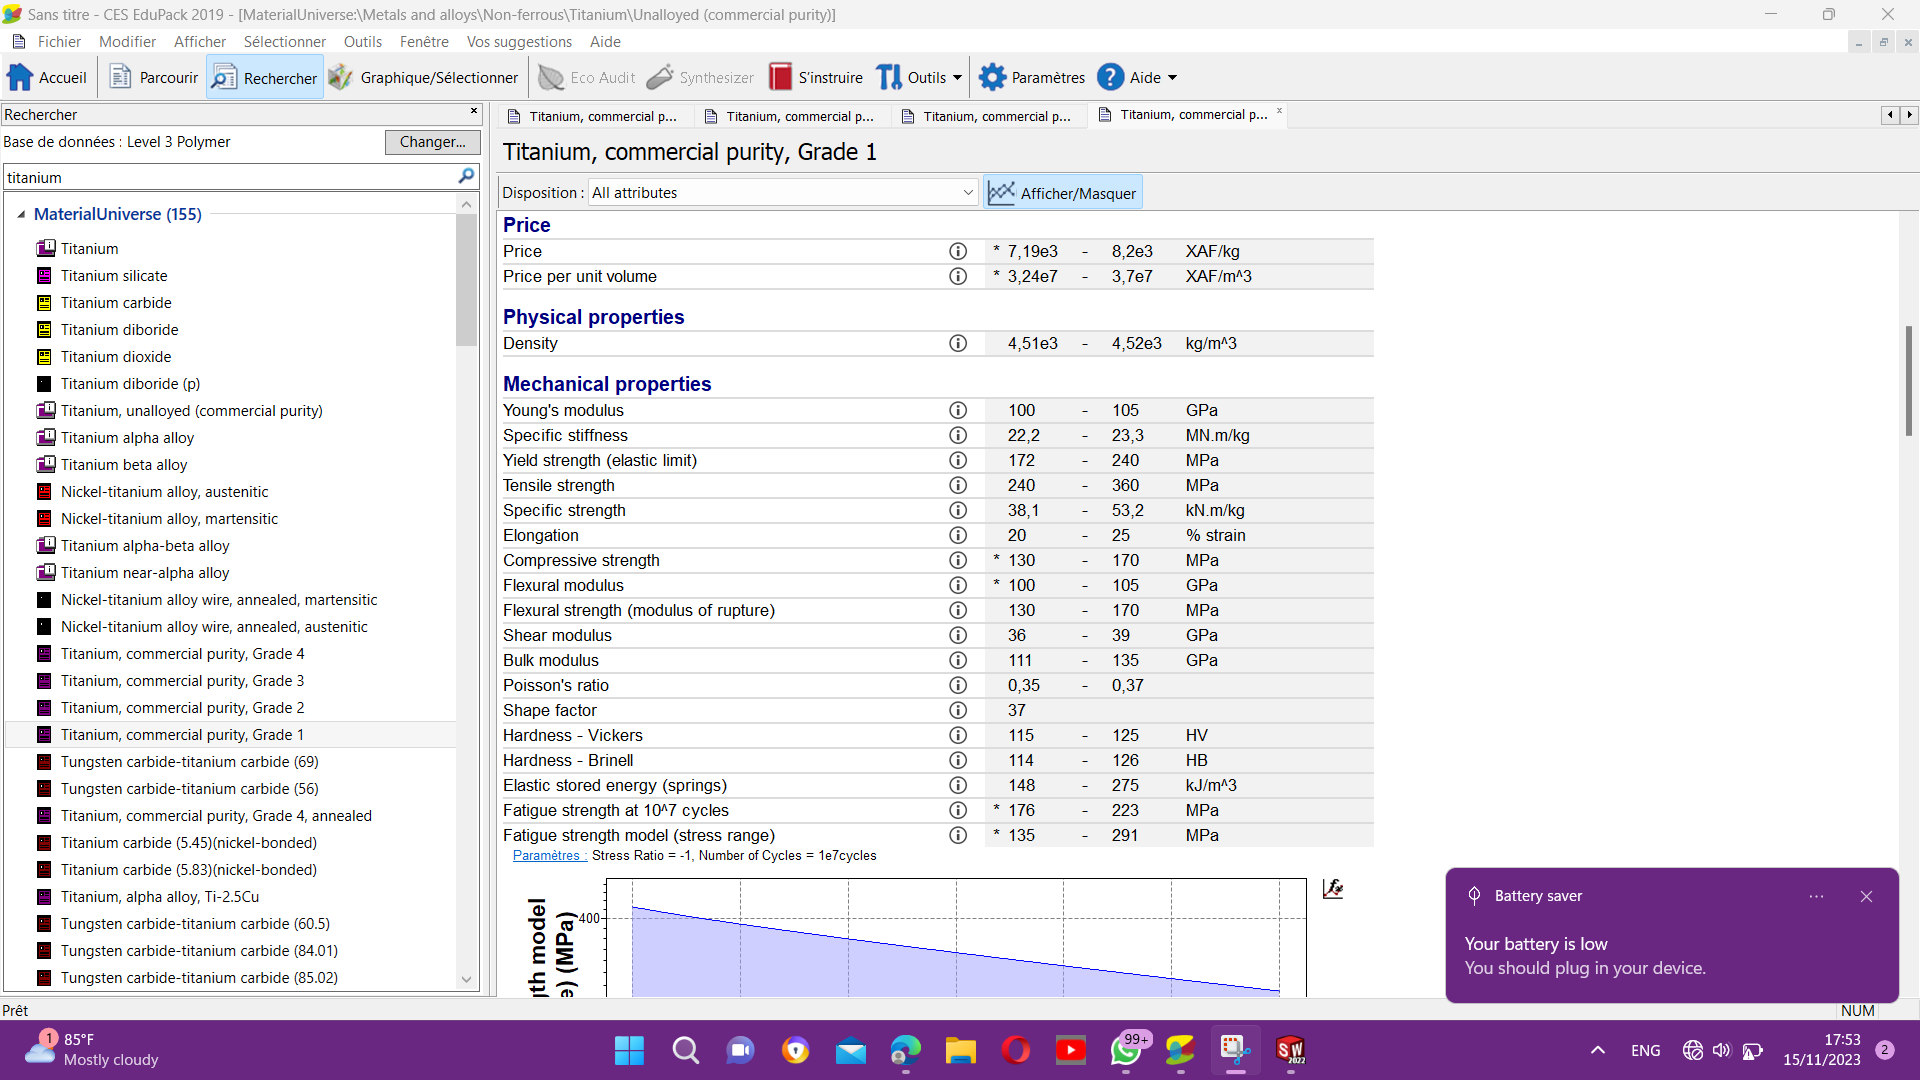 Sans titre - CES EduPack 2019 - [MaterialUniverse:\Metals and alloys\Non-ferrous\Titanium\Unalloyed (commercial purity)]
Fichier Modifier Afficher Sélectionner Outils Fenêtre Vos suggestions Aide
Accueil Parcourir Rechercher Graphique/Sélectionner Eco Audit Synthesizer S'instruire Outils Paramètres Aide
Rechercher
Base de données : Level 3 Polymer Changer...
titanium
MaterialUniverse (155)
Titanium
Titanium silicate
Titanium carbide
Titanium diboride
Titanium dioxide
Titanium diboride (p)
Titanium, unalloyed (commercial purity)
Titanium alpha alloy
Titanium beta alloy
Nickel-titanium alloy, austenitic
Nickel-titanium alloy, martensitic
Titanium alpha-beta alloy
Titanium near-alpha alloy
Nickel-titanium alloy wire, annealed, martensitic
Nickel-titanium alloy wire, annealed, austenitic
Titanium, commercial purity, Grade 4
Titanium, commercial purity, Grade 3
Titanium, commercial purity, Grade 2
Titanium, commercial purity, Grade 1
Tungsten carbide-titanium carbide (69)
Tungsten carbide-titanium carbide (56)
Titanium, commercial purity, Grade 4, annealed
Titanium carbide (5.45)(nickel-bonded)
Titanium carbide (5.83)(nickel-bonded)
Titanium, alpha alloy, Ti-2.5Cu
Tungsten carbide-titanium carbide (60.5)
Tungsten carbide-titanium carbide (84.01)
Tungsten carbide-titanium carbide (85.02)
Titanium, commercial p... Titanium, commercial p... Titanium, commercial p... Titanium, commercial p...
Titanium, commercial purity, Grade 1
Disposition : All attributes Afficher/Masquer
Price
Price * 7,19e3 - 8,2e3 XAF/kg
Price per unit volume * 3,24e7 - 3,7e7 XAF/m^3
Physical properties
Density 4,51e3 - 4,52e3 kg/m^3
Mechanical properties
Young's modulus 100 - 105 GPa
Specific stiffness 22,2 - 23,3 MN.m/kg
Yield strength (elastic limit) 172 - 240 MPa
Tensile strength 240 - 360 MPa
Specific strength 38,1 - 53,2 kN.m/kg
Elongation 20 - 25 % strain
Compressive strength * 130 - 170 MPa
Flexural modulus * 100 - 105 GPa
Flexural strength (modulus of rupture) 130 - 170 MPa
Shear modulus 36 - 39 GPa
Bulk modulus 111 - 135 GPa
Poisson's ratio 0,35 - 0,37
Shape factor 37
Hardness - Vickers 115 - 125 HV
Hardness - Brinell 114 - 126 HB
Elastic stored energy (springs) 148 - 275 kJ/m^3
Fatigue strength at 10^7 cycles * 176 - 223 MPa
Fatigue strength model (stress range) * 135 - 291 MPa
Paramètres : Stress Ratio = -1, Number of Cycles = 1e7cycles
gth model
e) (MPa)
400
Battery saver
Your battery is low
You should plug in your device.
Prêt NUM
1 85°F
Mostly cloudy
99+
SW
2022
ENG
17:53
15/11/2023
2